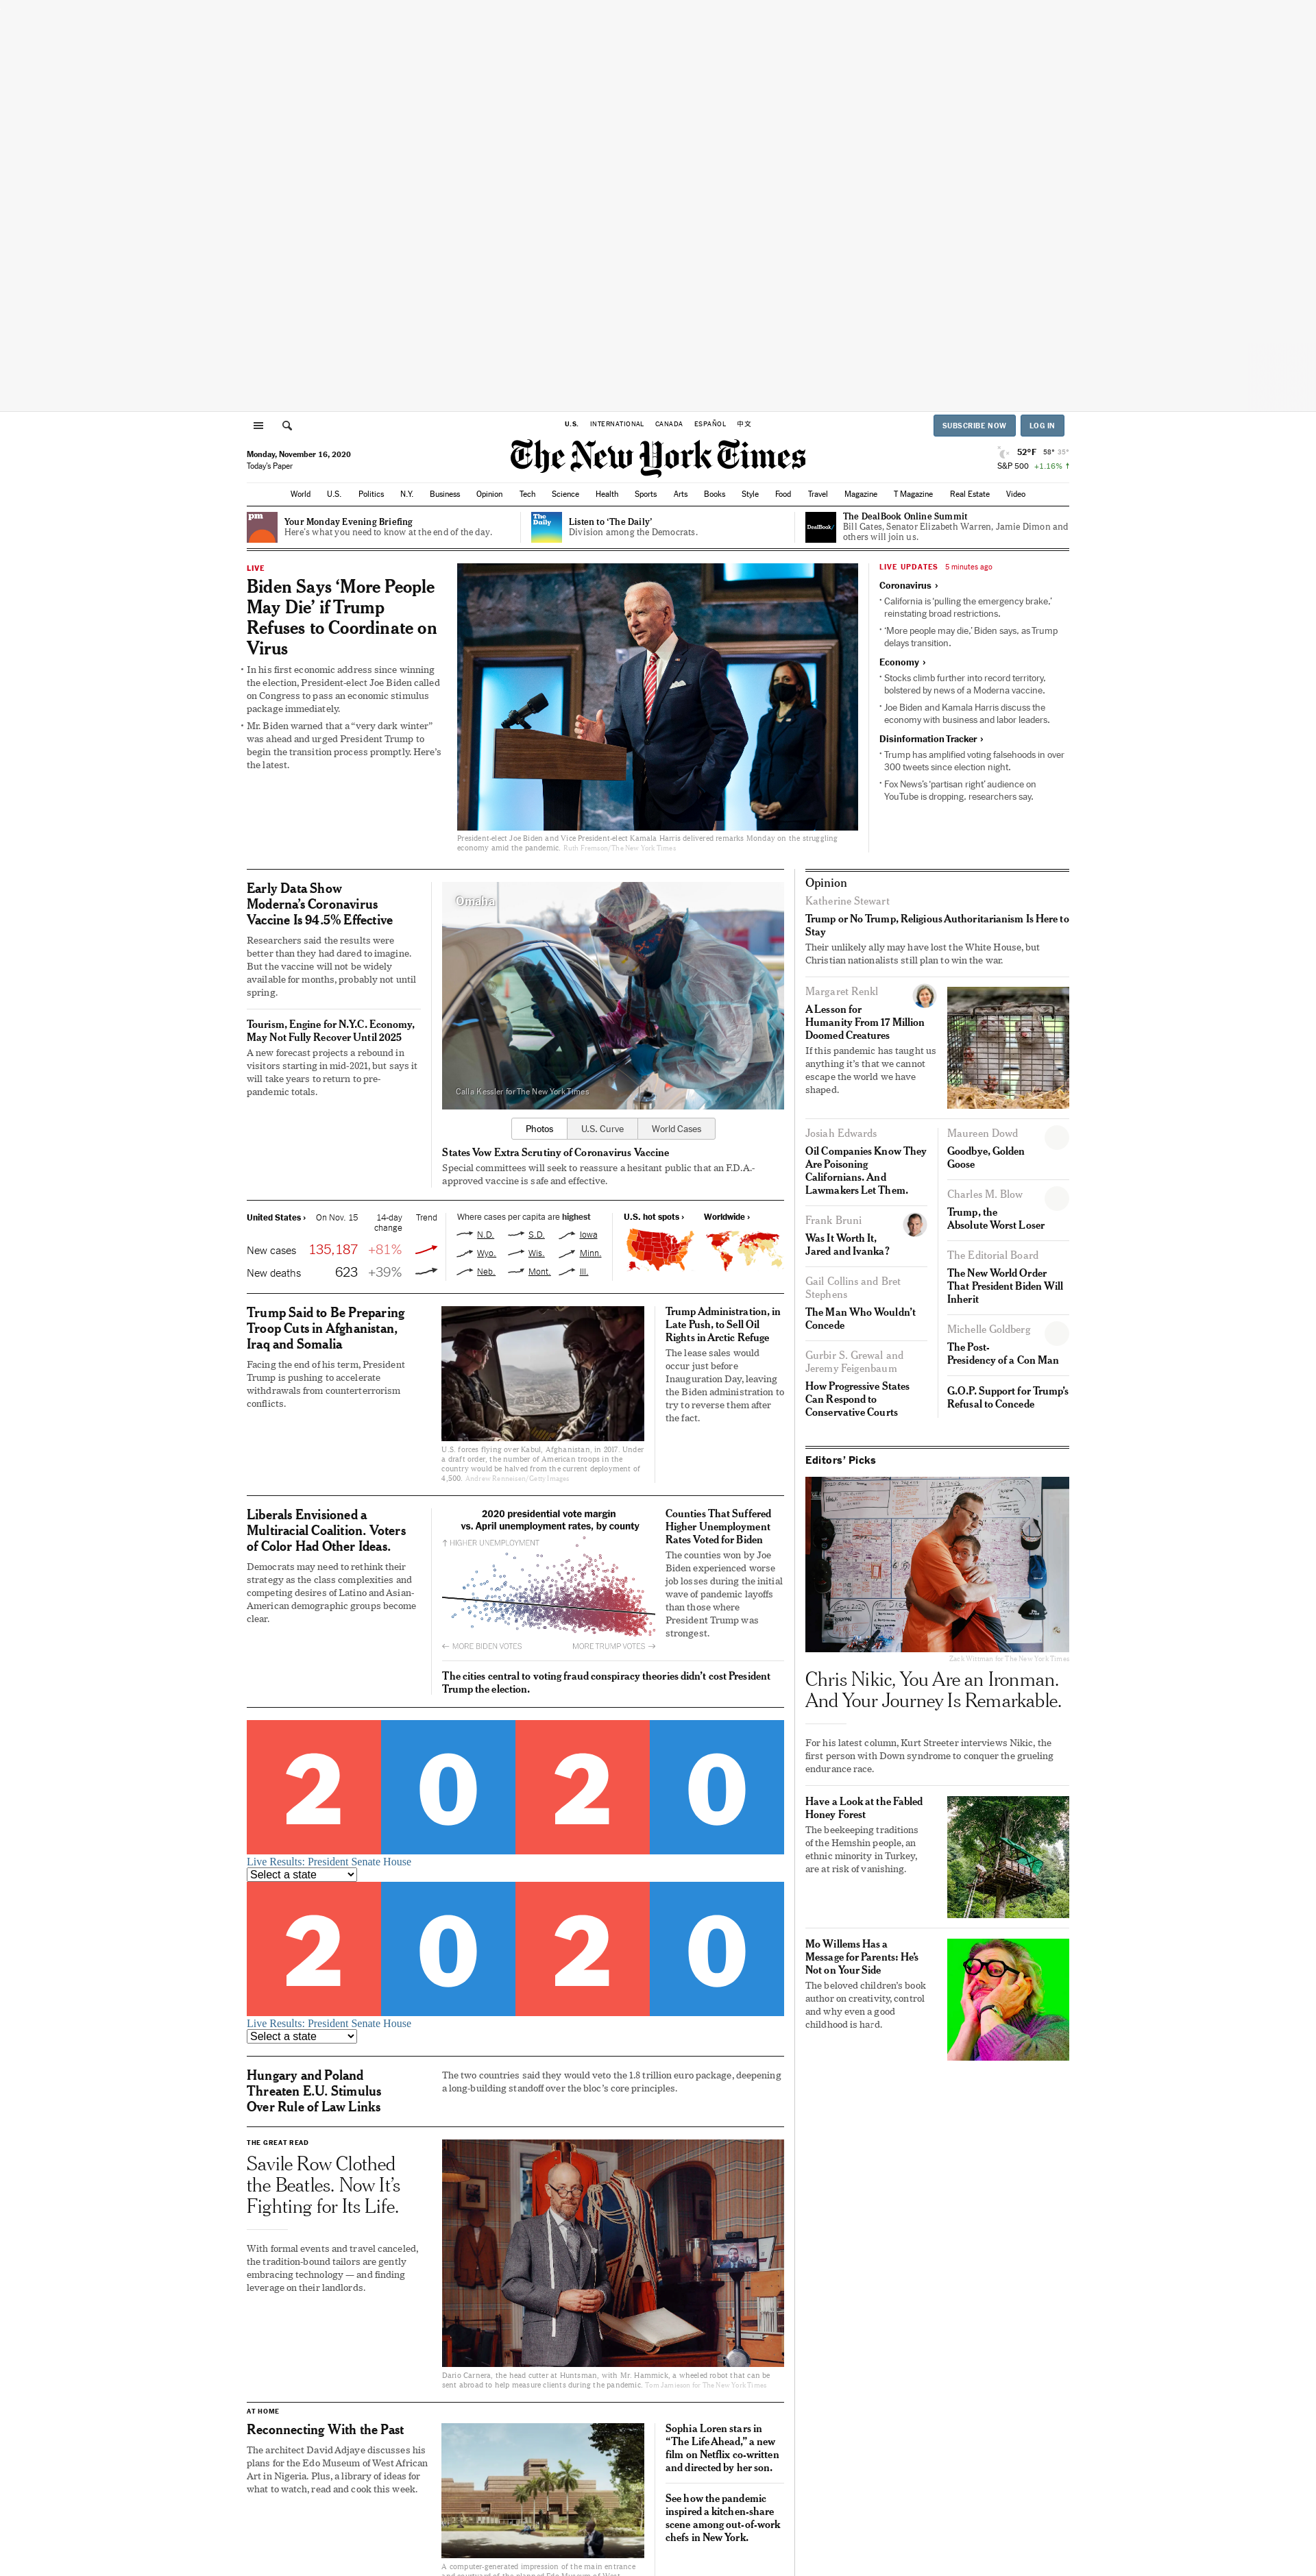 U.S. INTERNATIONAL CANADA ESPAÑOL 中文
SUBSCRIBE NOW LOG IN
Monday, November 16, 2020
Today's Paper
The New York Times
52°F 58° 35°
S&P 500 +1.16% ↑
World U.S. Politics N.Y. Business Opinion Tech Science Health Sports Arts Books Style Food Travel Magazine T Magazine Real Estate Video
pm
Your Monday Evening Briefing
Here's what you need to know at the end of the day.
The Daily
Listen to 'The Daily'
Division among the Democrats.
DealBook/
The DealBook Online Summit
Bill Gates, Senator Elizabeth Warren, Jamie Dimon and
others will join us.
LIVE
Biden Says 'More People
May Die' if Trump
Refuses to Coordinate on
Virus
• In his first economic address since winning
the election, President-elect Joe Biden called
on Congress to pass an economic stimulus
package immediately.
• Mr. Biden warned that a “very dark winter”
was ahead and urged President Trump to
begin the transition process promptly. Here's
the latest.
President-elect Joe Biden and Vice President-elect Kamala Harris delivered remarks Monday on the struggling
economy amid the pandemic. Ruth Fremson/The New York Times
LIVE UPDATES 5 minutes ago
Coronavirus ›
• California is 'pulling the emergency brake,'
reinstating broad restrictions.
• 'More people may die,' Biden says, as Trump
delays transition.
Economy ›
• Stocks climb further into record territory,
bolstered by news of a Moderna vaccine.
• Joe Biden and Kamala Harris discuss the
economy with business and labor leaders.
Disinformation Tracker ›
• Trump has amplified voting falsehoods in over
300 tweets since election night.
• Fox News's 'partisan right' audience on
YouTube is dropping, researchers say.
Early Data Show
Moderna's Coronavirus
Vaccine Is 94.5% Effective
Researchers said the results were
better than they had dared to imagine.
But the vaccine will not be widely
available for months, probably not until
spring.
Tourism, Engine for N.Y.C. Economy,
May Not Fully Recover Until 2025
A new forecast projects a rebound in
visitors starting in mid-2021, but says it
will take years to return to pre-
pandemic totals.
Omaha
Calla Kessler for The New York Times
Photos U.S. Curve World Cases
States Vow Extra Scrutiny of Coronavirus Vaccine
Special committees will seek to reassure a hesitant public that an F.D.A.-
approved vaccine is safe and effective.
United States › On Nov. 15 14-day
change Trend
New cases 135,187 +81%
New deaths 623 +39%
Where cases per capita are highest
N.D. S.D. Iowa
Wyo. Wis. Minn.
Neb. Mont. Ill.
U.S. hot spots › Worldwide ›
Trump Said to Be Preparing
Troop Cuts in Afghanistan,
Iraq and Somalia
Facing the end of his term, President
Trump is pushing to accelerate
withdrawals from counterterrorism
conflicts.
U.S. forces flying over Kabul, Afghanistan, in 2017. Under
a draft order, the number of American troops in the
country would be halved from the current deployment of
4,500. Andrew Renneisen/Getty Images
Trump Administration, in
Late Push, to Sell Oil
Rights in Arctic Refuge
The lease sales would
occur just before
Inauguration Day, leaving
the Biden administration to
try to reverse them after
the fact.
Liberals Envisioned a
Multiracial Coalition. Voters
of Color Had Other Ideas.
Democrats may need to rethink their
strategy as the class complexities and
competing desires of Latino and Asian-
American demographic groups become
clear.
2020 presidential vote margin
vs. April unemployment rates, by county
↑ HIGHER UNEMPLOYMENT
← MORE BIDEN VOTES MORE TRUMP VOTES →
Counties That Suffered
Higher Unemployment
Rates Voted for Biden
The counties won by Joe
Biden experienced worse
job losses during the initial
wave of pandemic layoffs
than those where
President Trump was
strongest.
The cities central to voting fraud conspiracy theories didn't cost President
Trump the election.
2 0 2 0
Live Results: President Senate House
Select a state
2 0 2 0
Live Results: President Senate House
Select a state
Hungary and Poland
Threaten E.U. Stimulus
Over Rule of Law Links
The two countries said they would veto the 1.8 trillion euro package, deepening
a long-building standoff over the bloc's core principles.
THE GREAT READ
Savile Row Clothed
the Beatles. Now It's
Fighting for Its Life.
With formal events and travel canceled,
the tradition-bound tailors are gently
embracing technology — and finding
leverage on their landlords.
Dario Carnera, the head cutter at Huntsman, with Mr. Hammick, a wheeled robot that can be
sent abroad to help measure clients during the pandemic. Tom Jamieson for The New York Times
AT HOME
Reconnecting With the Past
The architect David Adjaye discusses his
plans for the Edo Museum of West African
Art in Nigeria. Plus, a library of ideas for
what to watch, read and cook this week.
A computer-generated impression of the main entrance
Sophia Loren stars in
“The Life Ahead,” a new
film on Netflix co-written
and directed by her son.
See how the pandemic
inspired a kitchen-share
scene among out-of-work
chefs in New York.
Opinion
Katherine Stewart
Trump or No Trump, Religious Authoritarianism Is Here to
Stay
Their unlikely ally may have lost the White House, but
Christian nationalists still plan to win the war.
Margaret Renkl
A Lesson for
Humanity From 17 Million
Doomed Creatures
If this pandemic has taught us
anything it's that we cannot
escape the world we have
shaped.
Josiah Edwards
Oil Companies Know They
Are Poisoning
Californians. And
Lawmakers Let Them.
Frank Bruni
Was It Worth It,
Jared and Ivanka?
Gail Collins and Bret
Stephens
The Man Who Wouldn't
Concede
Gurbir S. Grewal and
Jeremy Feigenbaum
How Progressive States
Can Respond to
Conservative Courts
Maureen Dowd
Goodbye, Golden
Goose
Charles M. Blow
Trump, the
Absolute Worst Loser
The Editorial Board
The New World Order
That President Biden Will
Inherit
Michelle Goldberg
The Post-
Presidency of a Con Man
G.O.P. Support for Trump's
Refusal to Concede
Editors' Picks
Zack Wittman for The New York Times
Chris Nikic, You Are an Ironman.
And Your Journey Is Remarkable.
For his latest column, Kurt Streeter interviews Nikic, the
first person with Down syndrome to conquer the grueling
endurance race.
Have a Look at the Fabled
Honey Forest
The beekeeping traditions
of the Hemshin people, an
ethnic minority in Turkey,
are at risk of vanishing.
Mo Willems Has a
Message for Parents: He's
Not on Your Side
The beloved children's book
author on creativity, control
and why even a good
childhood is hard.